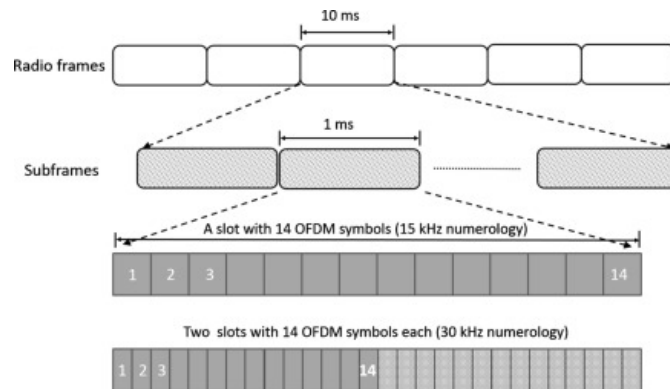 10 ms
Radio frames
1 ms
Subframes
A slot with 14 OFDM symbols (15 kHz numerology)
1 2 3 14
Two slots with 14 OFDM symbols each (30 kHz numerology)
1 2 3 14